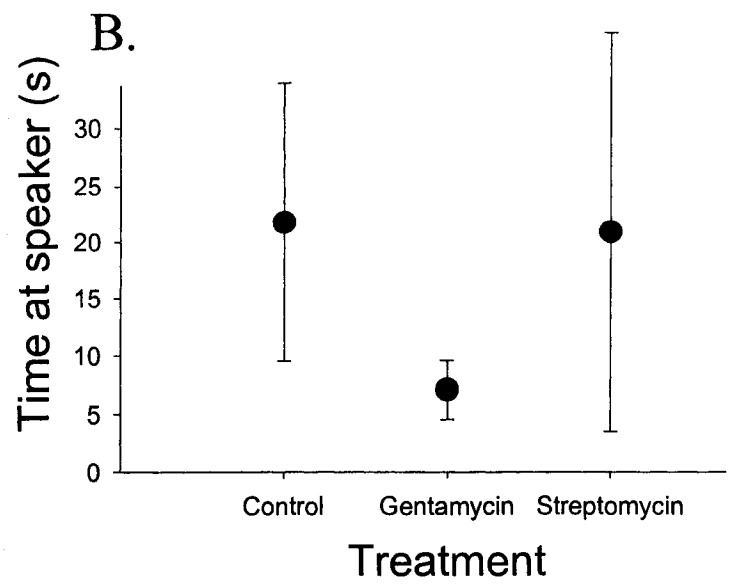 B.
Time at speaker (s)
30
25
20
15
10
5
0
Control Gentamycin Streptomycin
Treatment